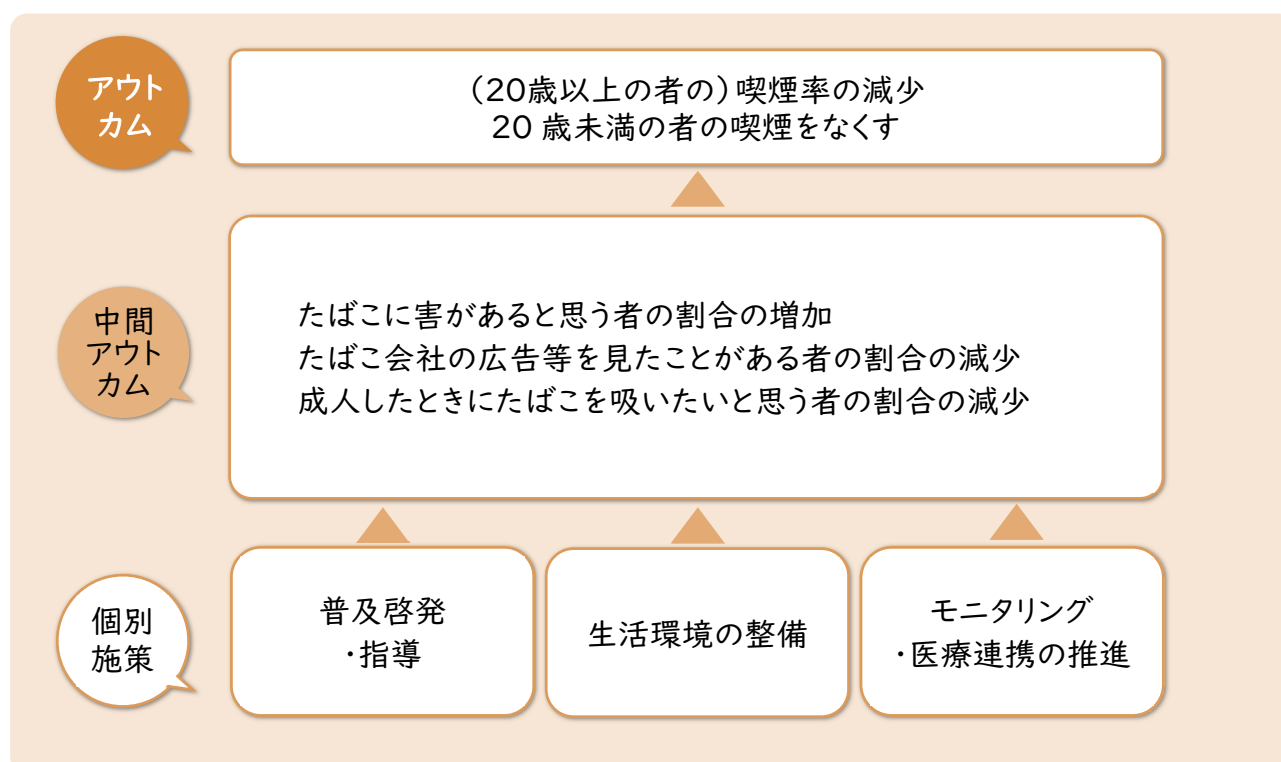 アウト
カム
（20歳以上の者の）喫煙率の減少
20 歳未満の者の喫煙をなくす
中間
アウト
カム
たばこに害があると思う者の割合の増加
たばこ会社の広告等を見たことがある者の割合の減少
成人したときにたばこを吸いたいと思う者の割合の減少
個別
施策
普及啓発
・指導
生活環境の整備
モニタリング
・医療連携の推進